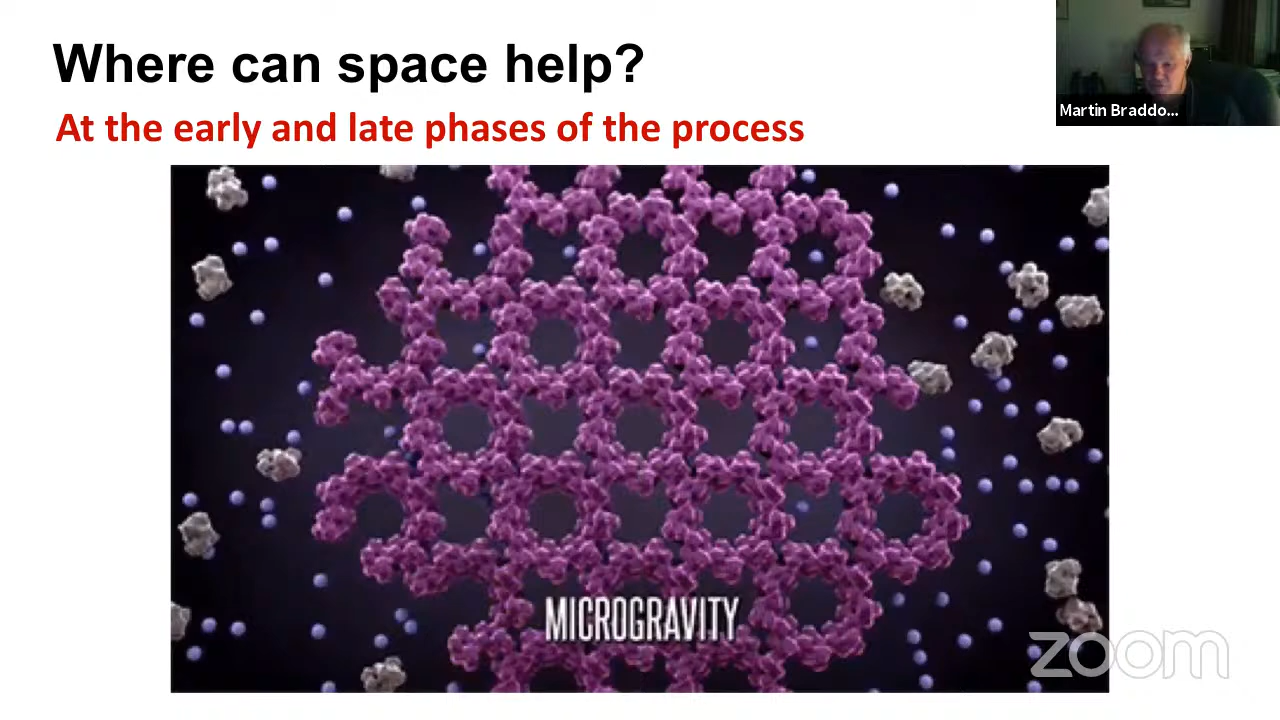 Where can space help?
At the early and late phases of the process
Martin Braddo...
MICROGRAVITY
zoom